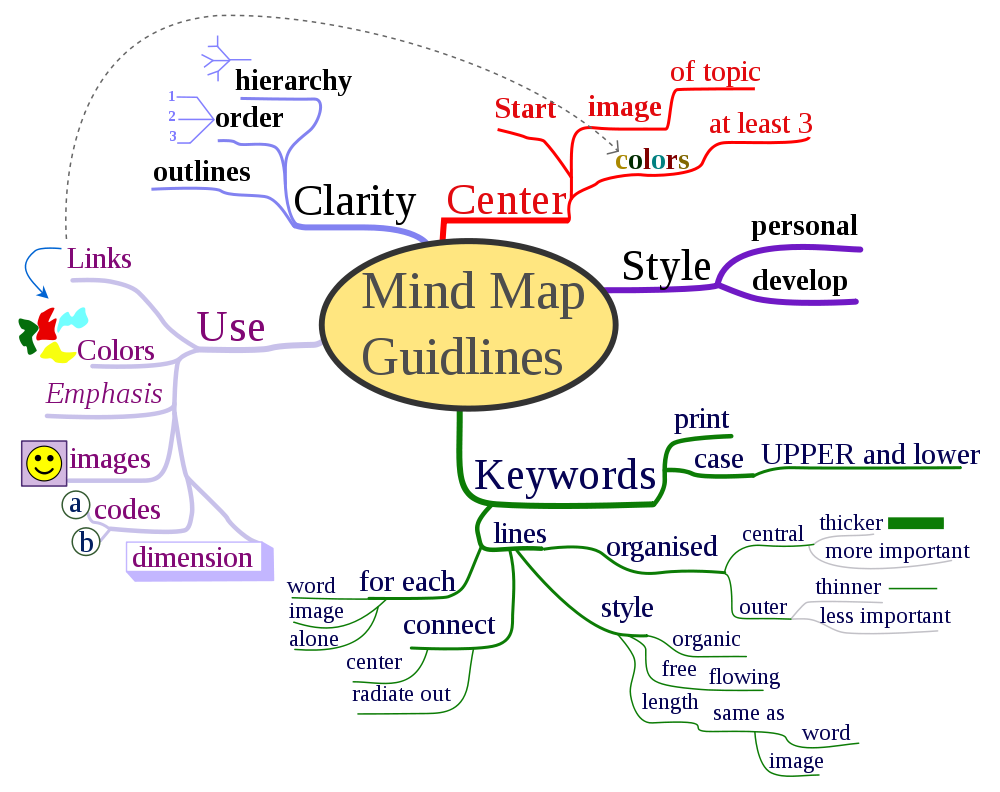 Mind Map
Guidlines
Clarity
hierarchy
order
1
2
3
outlines
Center
Start
image
of topic
colors
at least 3
Style
personal
develop
Use
Links
Colors
Emphasis
images
codes
a
b
dimension
Keywords
print
case
UPPER and lower
lines
organised
central
thicker
more important
outer
thinner
less important
style
organic
free
flowing
length
same as
word
image
for each
word
image
alone
connect
center
radiate out